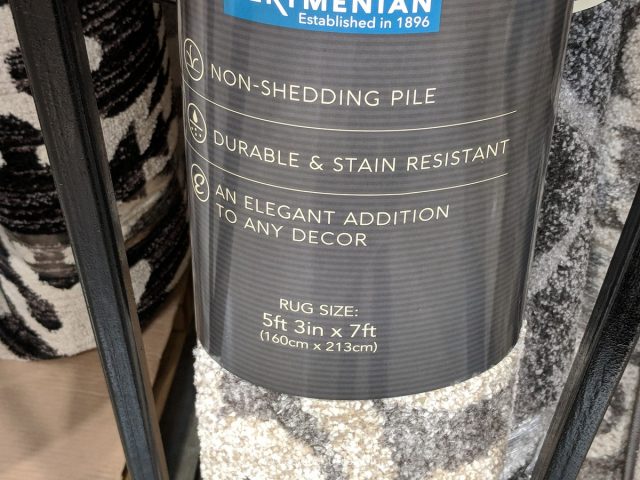 Established in 1896
NON-SHEDDING PILE
DURABLE & STAIN RESISTANT
AN ELEGANT ADDITION
TO ANY DECOR
RUG SIZE:
5ft 3in x 7ft
(160cm x 213cm)